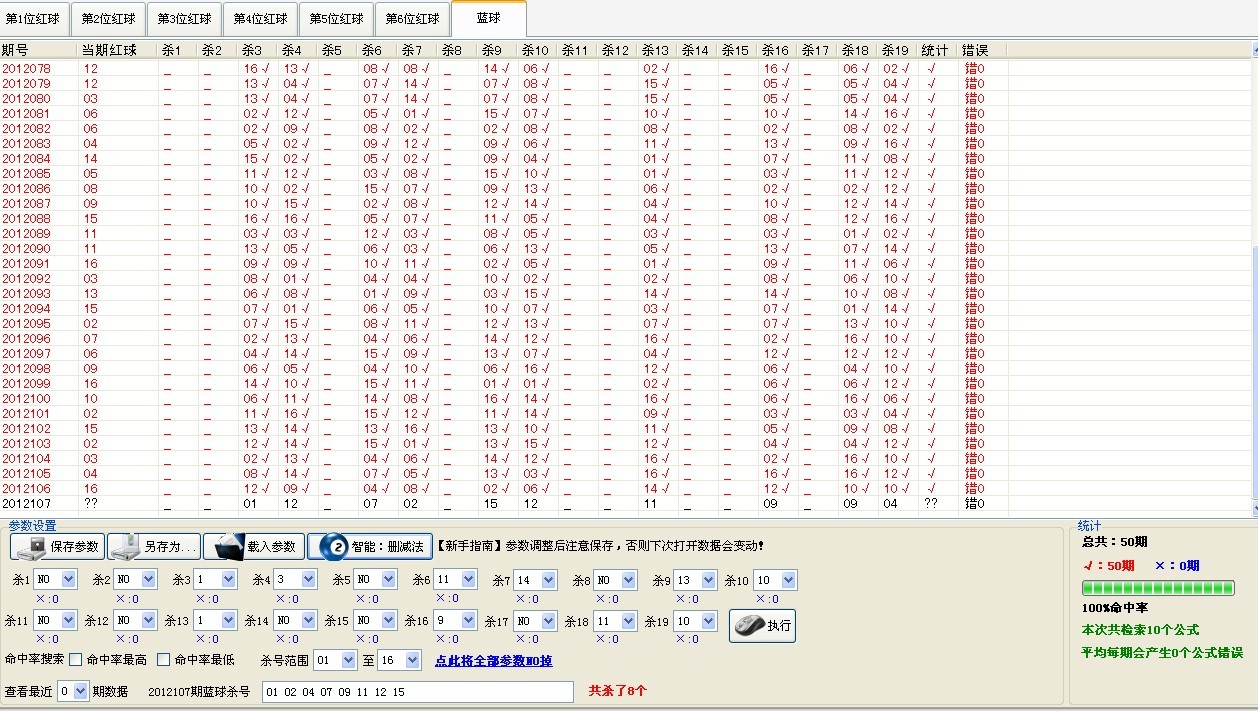 第1位红球 第2位红球 第3位红球 第4位红球 第5位红球 第6位红球 蓝球
期号 当期红球 杀1 杀2 杀3 杀4 杀5 杀6 杀7 杀8 杀9 杀10 杀11 杀12 杀13 杀14 杀15 杀16 杀17 杀18 杀19 统计 错误
2012078 12 _ _ 16 √ 13 √ _ 08 √ 08 √ _ 14 √ 06 √ _ _ 02 √ _ _ 16 √ _ 06 √ 02 √ √ 错0
2012079 12 _ _ 13 √ 04 √ _ 07 √ 14 √ _ 07 √ 08 √ _ _ 15 √ _ _ 05 √ _ 05 √ 04 √ √ 错0
2012080 03 _ _ 13 √ 04 √ _ 07 √ 14 √ _ 07 √ 08 √ _ _ 15 √ _ _ 05 √ _ 05 √ 04 √ √ 错0
2012081 06 _ _ 02 √ 12 √ _ 05 √ 01 √ _ 15 √ 07 √ _ _ 10 √ _ _ 10 √ _ 14 √ 16 √ √ 错0
2012082 06 _ _ 02 √ 09 √ _ 08 √ 02 √ _ 02 √ 08 √ _ _ 08 √ _ _ 02 √ _ 08 √ 02 √ √ 错0
2012083 04 _ _ 05 √ 02 √ _ 09 √ 12 √ _ 09 √ 06 √ _ _ 11 √ _ _ 13 √ _ 09 √ 16 √ √ 错0
2012084 14 _ _ 15 √ 02 √ _ 05 √ 02 √ _ 09 √ 04 √ _ _ 01 √ _ _ 07 √ _ 11 √ 08 √ √ 错0
2012085 05 _ _ 11 √ 12 √ _ 03 √ 08 √ _ 15 √ 10 √ _ _ 01 √ _ _ 03 √ _ 11 √ 12 √ √ 错0
2012086 08 _ _ 10 √ 02 √ _ 15 √ 07 √ _ 09 √ 13 √ _ _ 06 √ _ _ 02 √ _ 02 √ 12 √ √ 错0
2012087 09 _ _ 10 √ 15 √ _ 02 √ 08 √ _ 12 √ 14 √ _ _ 04 √ _ _ 10 √ _ 12 √ 14 √ √ 错0
2012088 15 _ _ 16 √ 16 √ _ 05 √ 07 √ _ 11 √ 05 √ _ _ 04 √ _ _ 08 √ _ 12 √ 16 √ √ 错0
2012089 11 _ _ 03 √ 03 √ _ 12 √ 03 √ _ 08 √ 05 √ _ _ 03 √ _ _ 03 √ _ 01 √ 02 √ √ 错0
2012090 11 _ _ 13 √ 05 √ _ 06 √ 03 √ _ 06 √ 13 √ _ _ 05 √ _ _ 13 √ _ 07 √ 14 √ √ 错0
2012091 16 _ _ 09 √ 09 √ _ 10 √ 11 √ _ 02 √ 05 √ _ _ 01 √ _ _ 09 √ _ 11 √ 06 √ √ 错0
2012092 03 _ _ 08 √ 01 √ _ 04 √ 04 √ _ 10 √ 02 √ _ _ 02 √ _ _ 08 √ _ 06 √ 10 √ √ 错0
2012093 13 _ _ 06 √ 08 √ _ 01 √ 09 √ _ 03 √ 15 √ _ _ 14 √ _ _ 14 √ _ 10 √ 08 √ √ 错0
2012094 15 _ _ 07 √ 01 √ _ 06 √ 05 √ _ 10 √ 07 √ _ _ 03 √ _ _ 07 √ _ 01 √ 14 √ √ 错0
2012095 02 _ _ 07 √ 15 √ _ 08 √ 11 √ _ 12 √ 13 √ _ _ 07 √ _ _ 07 √ _ 13 √ 10 √ √ 错0
2012096 07 _ _ 02 √ 13 √ _ 04 √ 06 √ _ 14 √ 12 √ _ _ 16 √ _ _ 02 √ _ 16 √ 10 √ √ 错0
2012097 06 _ _ 04 √ 14 √ _ 15 √ 09 √ _ 13 √ 07 √ _ _ 04 √ _ _ 12 √ _ 12 √ 12 √ √ 错0
2012098 09 _ _ 06 √ 05 √ _ 04 √ 10 √ _ 06 √ 16 √ _ _ 12 √ _ _ 06 √ _ 04 √ 10 √ √ 错0
2012099 16 _ _ 14 √ 10 √ _ 15 √ 11 √ _ 01 √ 01 √ _ _ 02 √ _ _ 06 √ _ 06 √ 12 √ √ 错0
2012100 10 _ _ 06 √ 11 √ _ 14 √ 08 √ _ 16 √ 14 √ _ _ 06 √ _ _ 06 √ _ 16 √ 06 √ √ 错0
2012101 02 _ _ 11 √ 16 √ _ 15 √ 12 √ _ 11 √ 14 √ _ _ 09 √ _ _ 03 √ _ 03 √ 04 √ √ 错0
2012102 15 _ _ 13 √ 14 √ _ 13 √ 16 √ _ 13 √ 10 √ _ _ 11 √ _ _ 05 √ _ 09 √ 08 √ √ 错0
2012103 02 _ _ 12 √ 14 √ _ 15 √ 01 √ _ 13 √ 15 √ _ _ 12 √ _ _ 04 √ _ 04 √ 12 √ √ 错0
2012104 03 _ _ 02 √ 13 √ _ 04 √ 06 √ _ 14 √ 12 √ _ _ 16 √ _ _ 02 √ _ 16 √ 10 √ √ 错0
2012105 04 _ _ 08 √ 14 √ _ 07 √ 05 √ _ 13 √ 03 √ _ _ 16 √ _ _ 16 √ _ 16 √ 12 √ √ 错0
2012106 16 _ _ 12 √ 09 √ _ 04 √ 08 √ _ 02 √ 06 √ _ _ 14 √ _ _ 12 √ _ 10 √ 10 √ √ 错0
2012107 ?? _ _ 01 12 _ 07 02 _ 15 12 _ _ 11 _ _ 09 _ 09 04 ?? 错0
参数设置
保存参数 另存为... 载入参数 2 智能：删减法 【新手指南】参数调整后注意保存，否则下次打开数据会变动！
杀1 NO 杀2 NO 杀3 1 杀4 3 杀5 NO 杀6 11 杀7 14 杀8 NO 杀9 13 杀10 10
×:0 ×:0 ×:0 ×:0 ×:0 ×:0 ×:0 ×:0 ×:0 ×:0
杀11 NO 杀12 NO 杀13 1 杀14 NO 杀15 NO 杀16 9 杀17 NO 杀18 11 杀19 10 执行
×:0 ×:0 ×:0 ×:0 ×:0 ×:0 ×:0 ×:0 ×:0
命中率搜索 命中率最高 命中率最低 杀号范围 01 至 16 点此将全部参数NO掉
查看最近 0 期数据 2012107期蓝球杀号 01 02 04 07 09 11 12 15 共杀了8个
统计
总共：50期
√：50期 ×：0期
100%命中率
本次共检索10个公式
平均每期会产生0个公式错误